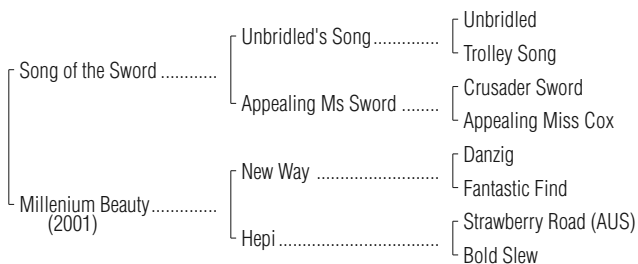 Unbridled
Unbridled's Song..............
Trolley Song
Song of the Sword ............
Crusader Sword
Appealing Ms Sword ........
Appealing Miss Cox
Danzig
New Way ..........................
Fantastic Find
Millenium Beauty..............
(2001)
Strawberry Road (AUS)
Hepi..................................
Bold Slew